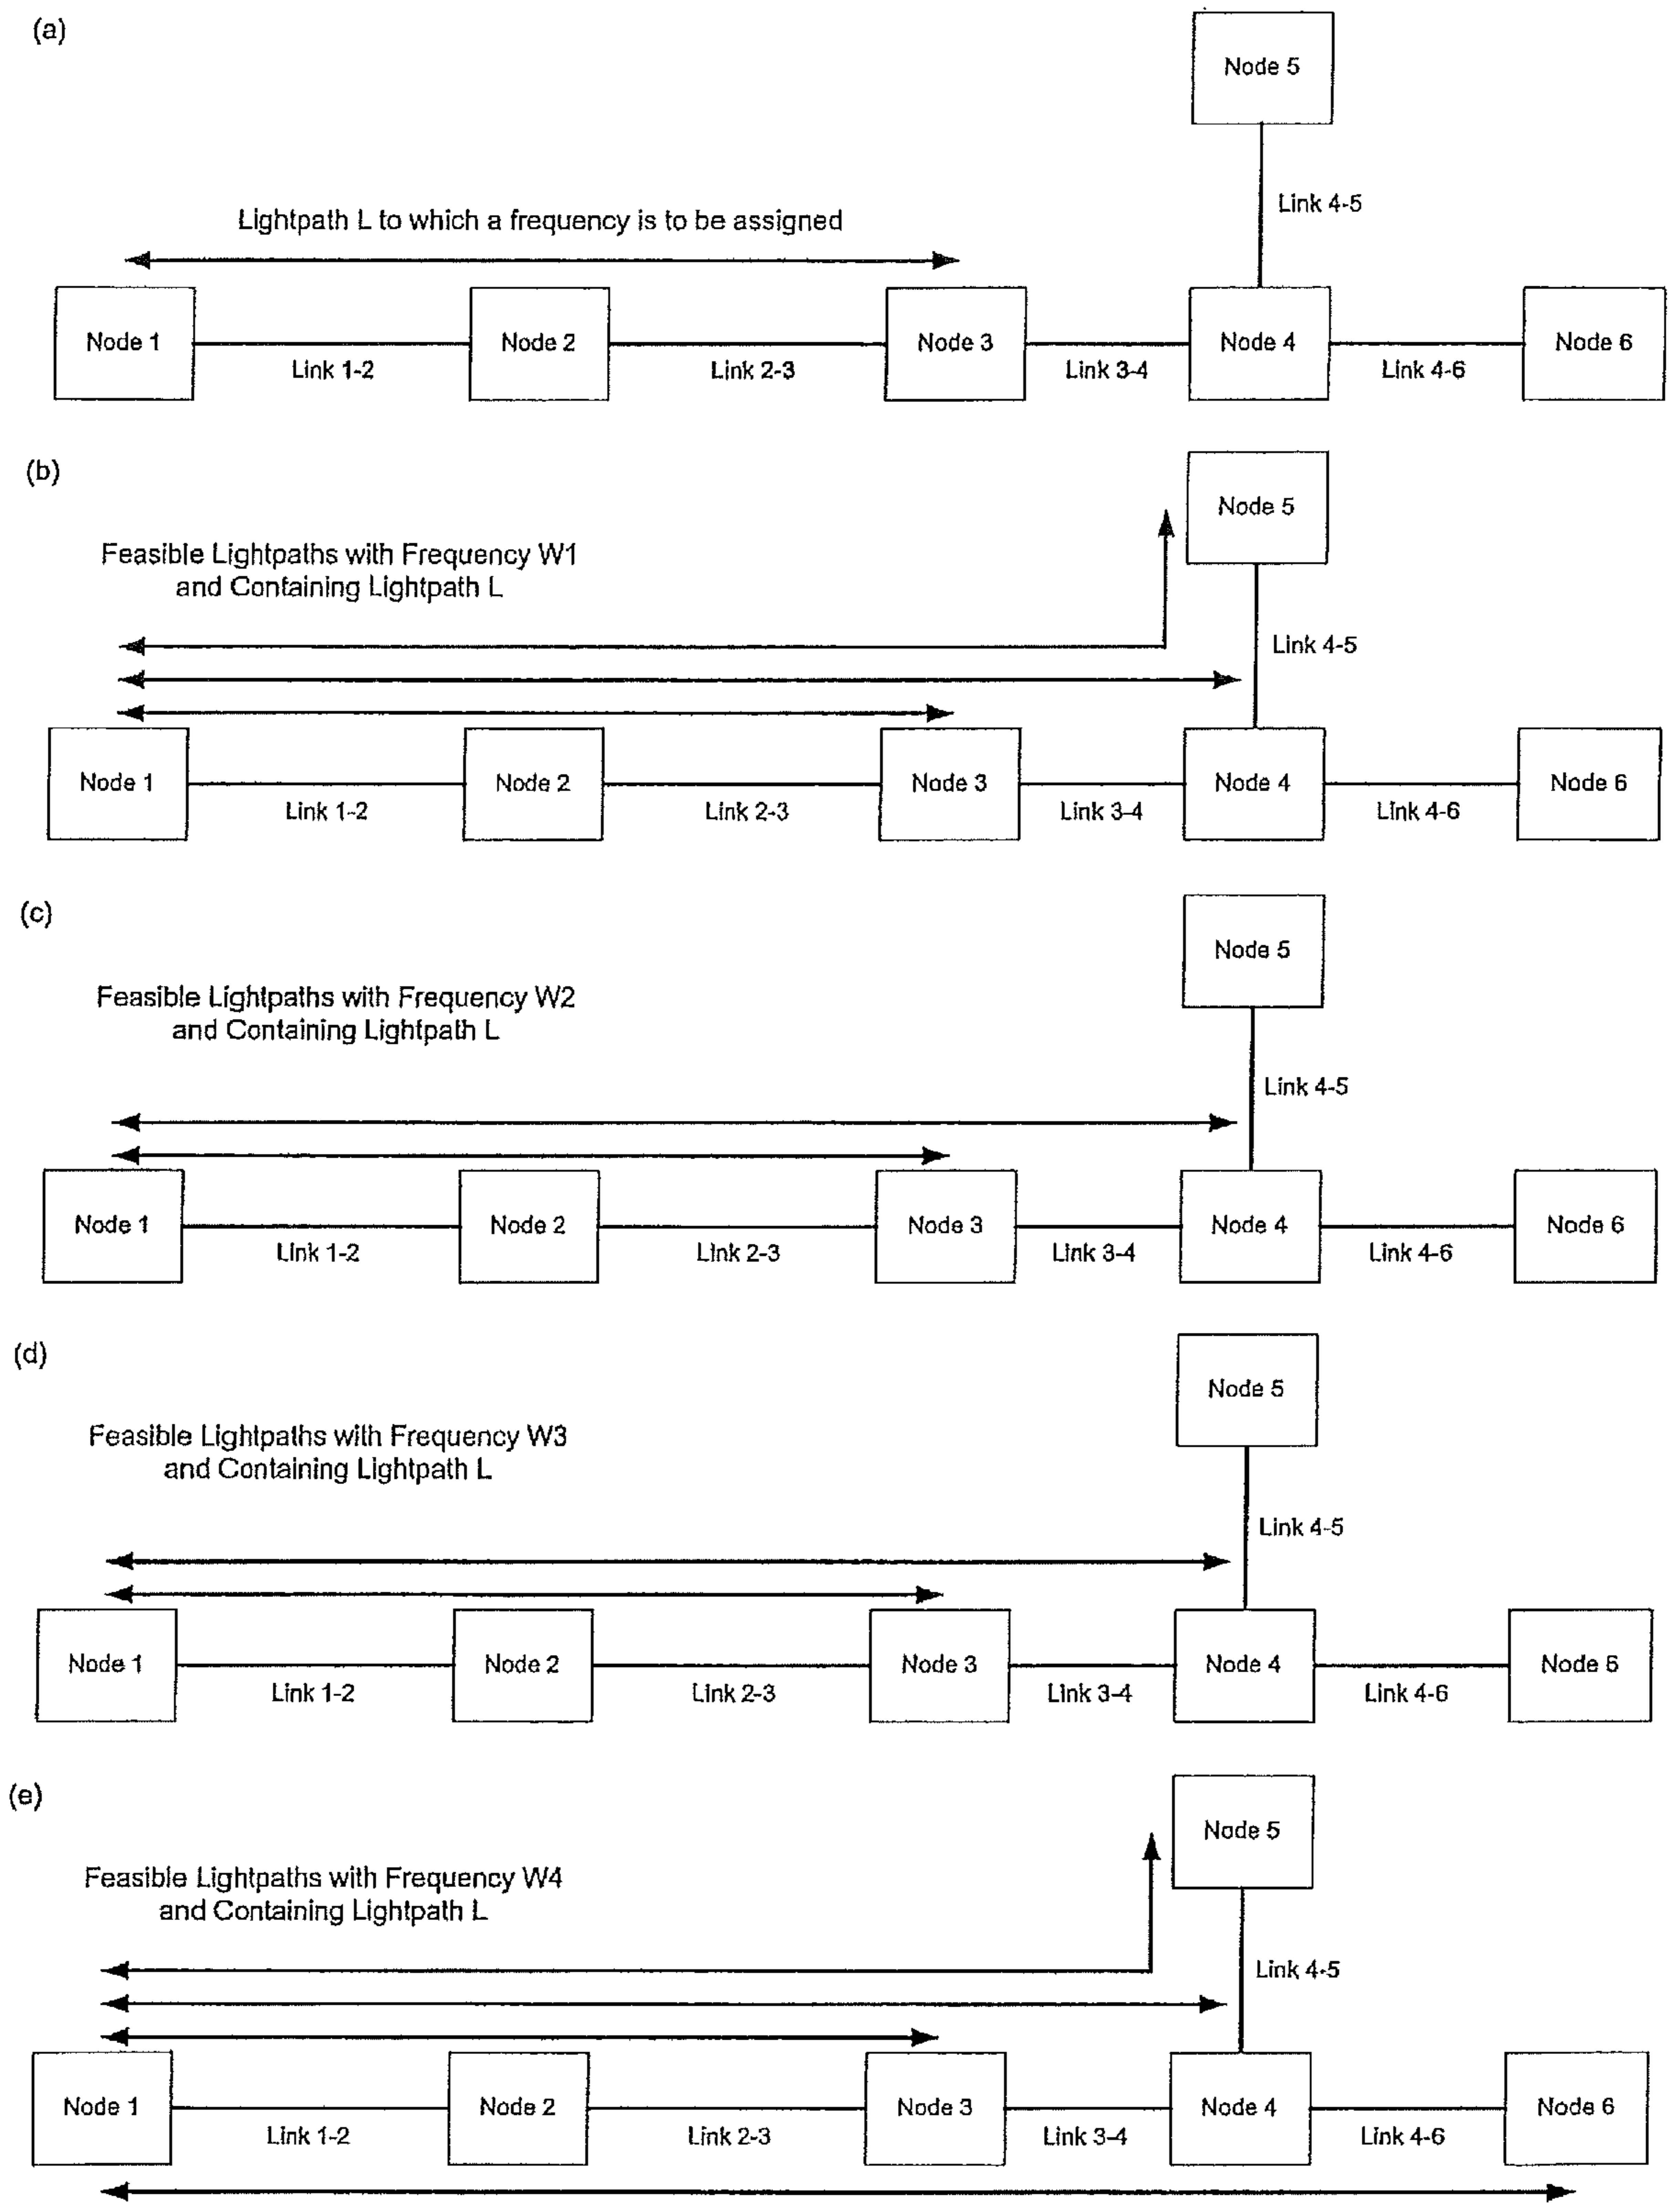 (a)
Node 5
Link 4-5
Lightpath L to which a frequency is to be assigned
Node 1
Node 2
Node 3
Node 4
Node 6
Link 1-2
Link 2-3
Link 3-4
Link 4-6
(b)
Node 5
Feasible Lightpaths with Frequency W1
and Containing Lightpath L
Link 4-5
Node 1
Node 2
Node 3
Node 4
Node 6
Link 1-2
Link 2-3
Link 3-4
Link 4-6
(c)
Node 5
Feasible Lightpaths with Frequency W2
and Containing Lightpath L
Link 4-5
Node 1
Node 2
Node 3
Node 4
Node 6
Link 1-2
Link 2-3
Link 3-4
Link 4-6
(d)
Node 5
Feasible Lightpaths with Frequency W3
and Containing Lightpath L
Link 4-5
Node 1
Node 2
Node 3
Node 4
Node 6
Link 1-2
Link 2-3
Link 3-4
Link 4-6
(e)
Node 5
Feasible Lightpaths with Frequency W4
and Containing Lightpath L
Link 4-5
Node 1
Node 2
Node 3
Node 4
Node 6
Link 1-2
Link 2-3
Link 3-4
Link 4-6